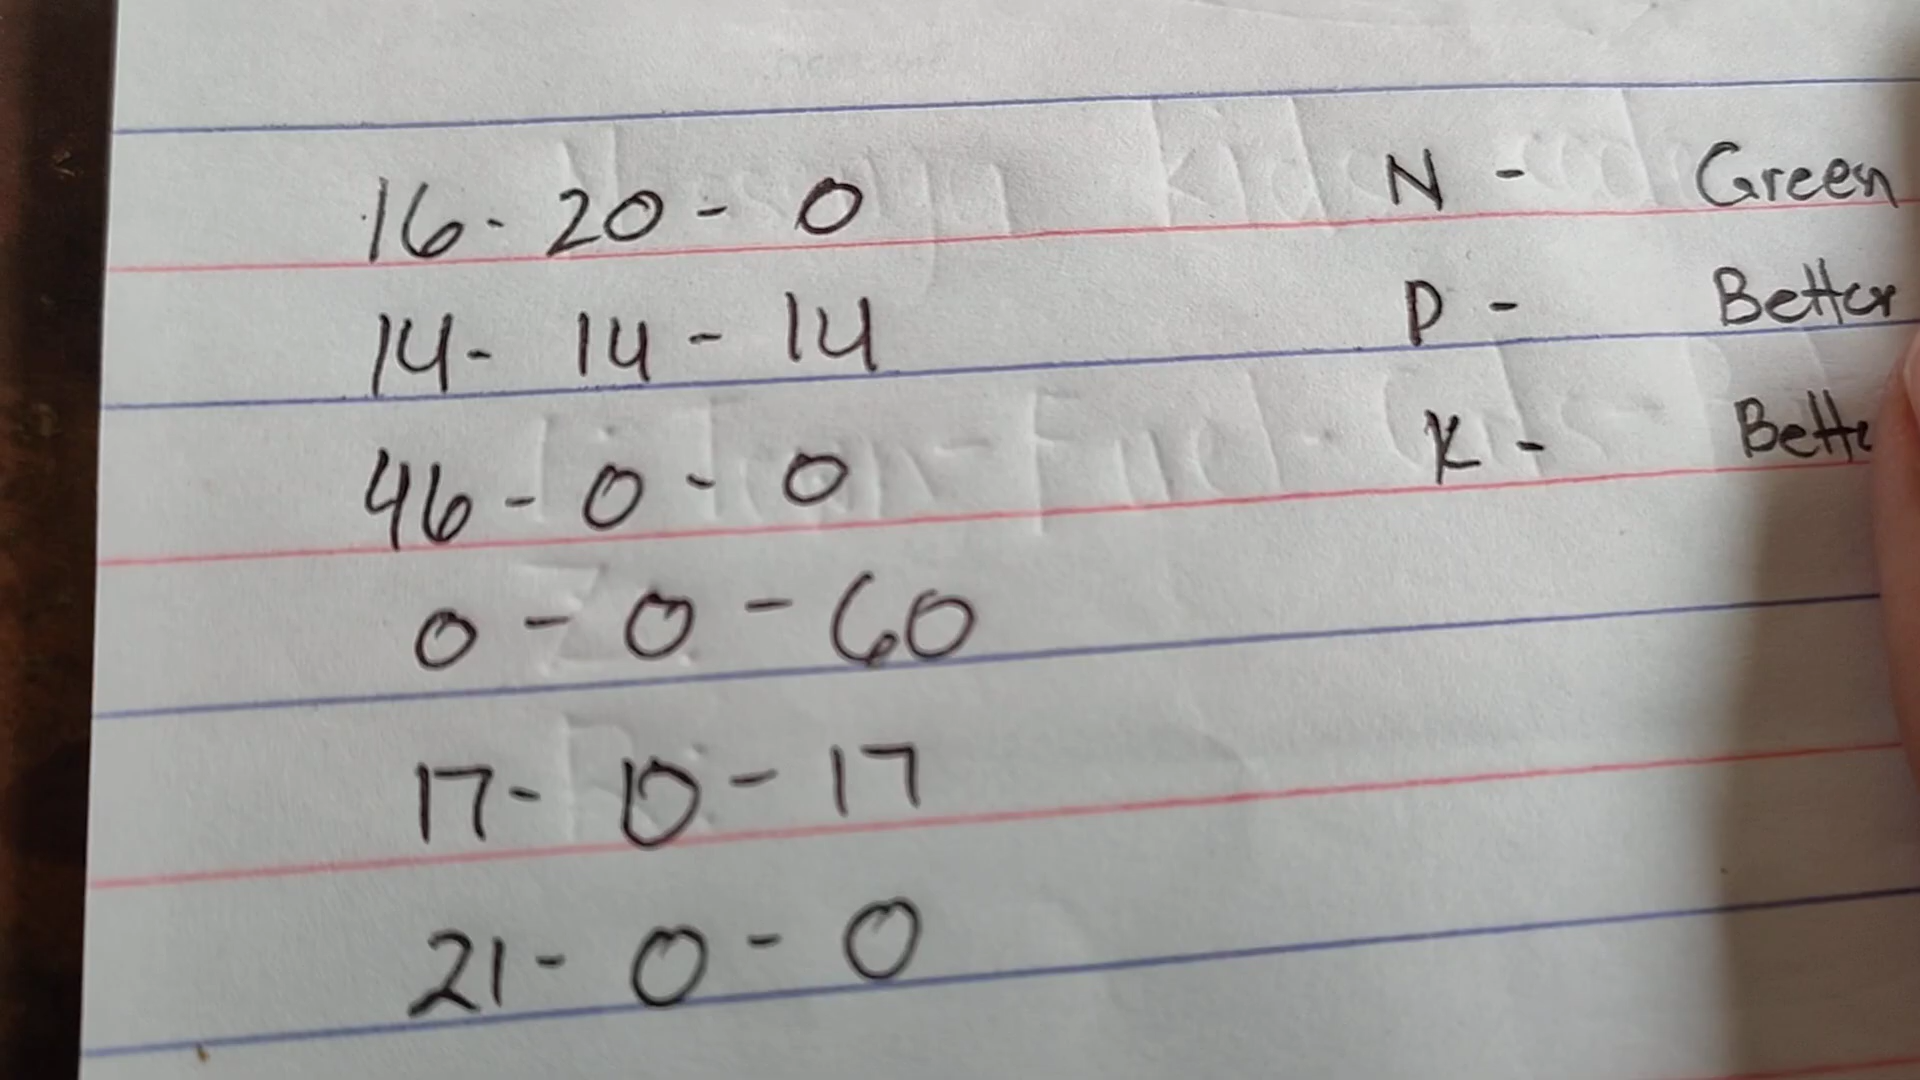 16-20-0 N - Green
14-14-14 P - Better
46-0-0 K - Bette
0-0-60
17-10-17
21-0-0